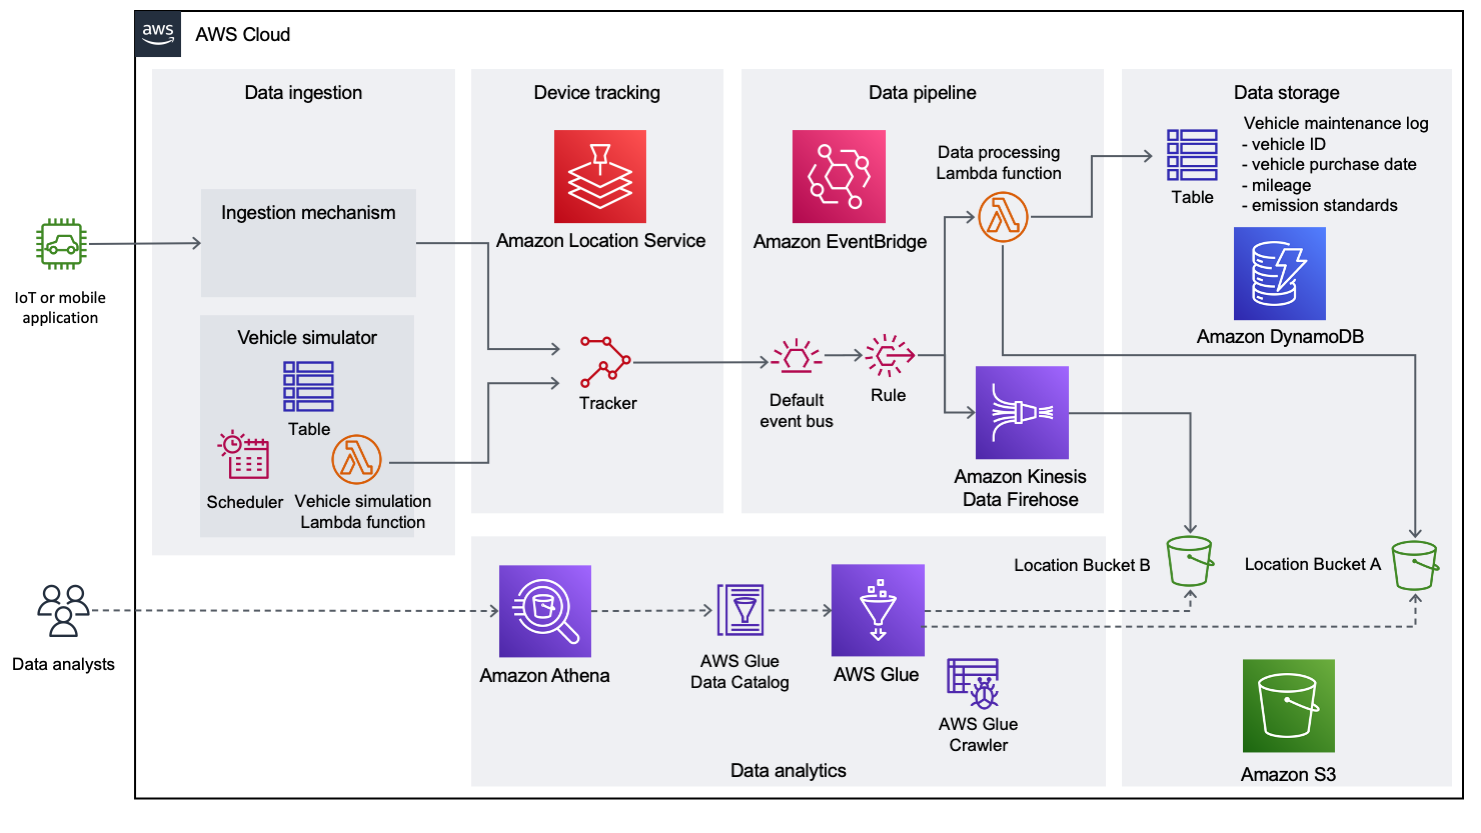 aws
AWS Cloud
Data ingestion
Device tracking
Data pipeline
Data storage
Ingestion mechanism
Amazon Location Service
Amazon EventBridge
Data processing
Lambda function
Table
Vehicle maintenance log
- vehicle ID
- vehicle purchase date
- mileage
- emission standards
Amazon DynamoDB
IoT or mobile
application
Vehicle simulator
Table
Scheduler
Vehicle simulation
Lambda function
Tracker
Default
event bus
Rule
Amazon Kinesis
Data Firehose
Location Bucket B
Location Bucket A
Data analysts
Amazon Athena
AWS Glue
Data Catalog
AWS Glue
AWS Glue
Crawler
Data analytics
Amazon S3